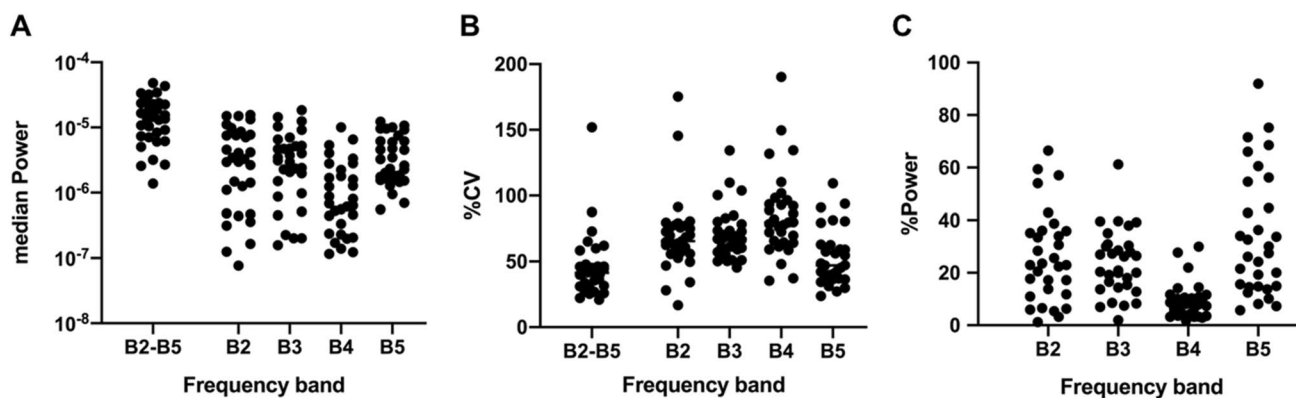 A
median Power
10⁻⁴
10⁻⁵
10⁻⁶
10⁻⁷
10⁻⁸
B2-B5 B2 B3 B4 B5
Frequency band
B
%CV
200
150
100
50
0
B2-B5 B2 B3 B4 B5
Frequency band
C
%Power
100
80
60
40
20
0
B2 B3 B4 B5
Frequency band